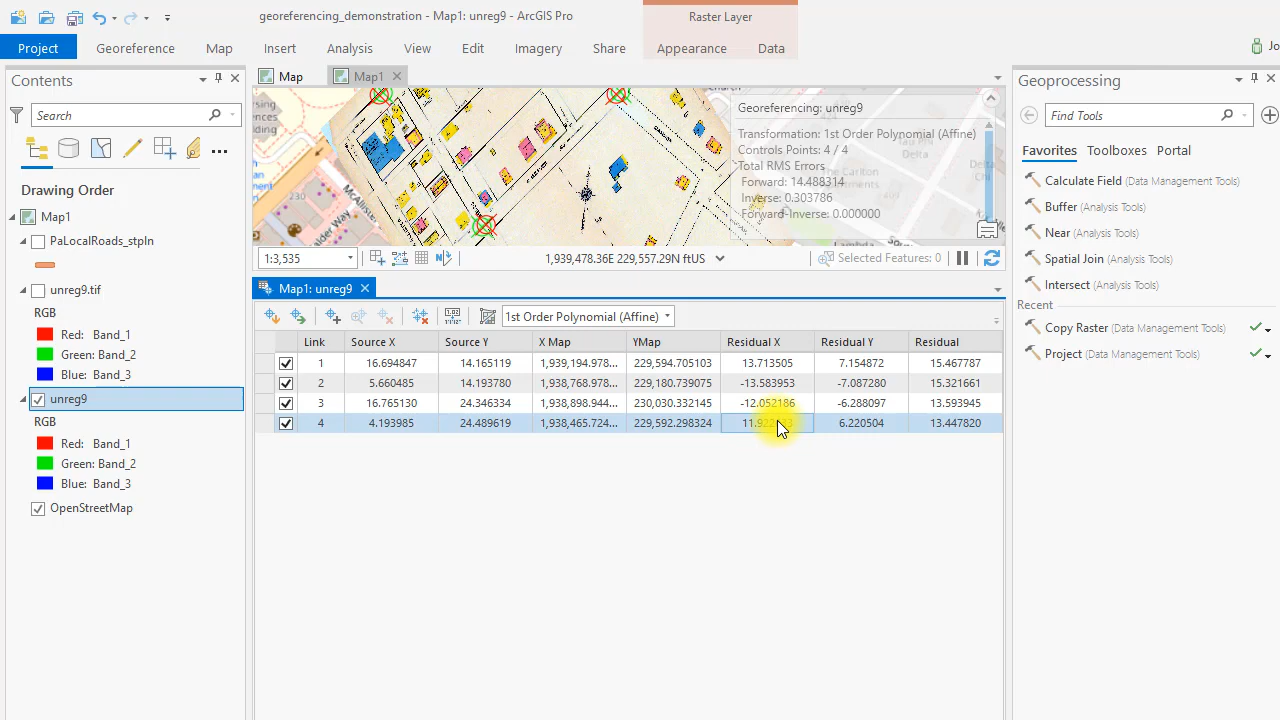 georeferencing_demonstration - Map1: unreg9 - ArcGIS Pro
Raster Layer
Project Georeference Map Insert Analysis View Edit Imagery Share Appearance Data Jo
Contents
Search
Drawing Order
Map1
PaLocalRoads_stpln
unreg9.tif
RGB
Red: Band_1
Green: Band_2
Blue: Band_3
unreg9
RGB
Red: Band_1
Green: Band_2
Blue: Band_3
OpenStreetMap
Map Map1
Church
Georeferencing: unreg9
Transformation: 1st Order Polynomial (Affine)
Controls Points: 4 / 4
Total RMS Errors
Forward: 14.488314
Inverse: 0.303786
Forward-Inverse: 0.000000
230
1:3,533 1,939,478.36E 229,557.29N ftUS Selected Features: 0
Map1: unreg9
1st Order Polynomial (Affine)
Link Source X Source Y X Map YMap Residual X Residual Y Residual
1 16.694847 14.165119 1,939,194.978... 229,594.705103 13.713505 7.154872 15.467787
2 5.660485 14.193780 1,938,768.978... 229,180.739075 -13.583953 -7.087280 15.321661
3 16.765130 24.346334 1,938,898.944... 230,030.332145 -12.052186 -6.288097 13.593945
4 4.193985 24.489619 1,938,465.724... 229,592.298324 6.220504 13.447820
Geoprocessing
Find Tools
Favorites Toolboxes Portal
Calculate Field (Data Management Tools)
Buffer (Analysis Tools)
Near (Analysis Tools)
Spatial Join (Analysis Tools)
Intersect (Analysis Tools)
Recent
Copy Raster (Data Management Tools)
Project (Data Management Tools)